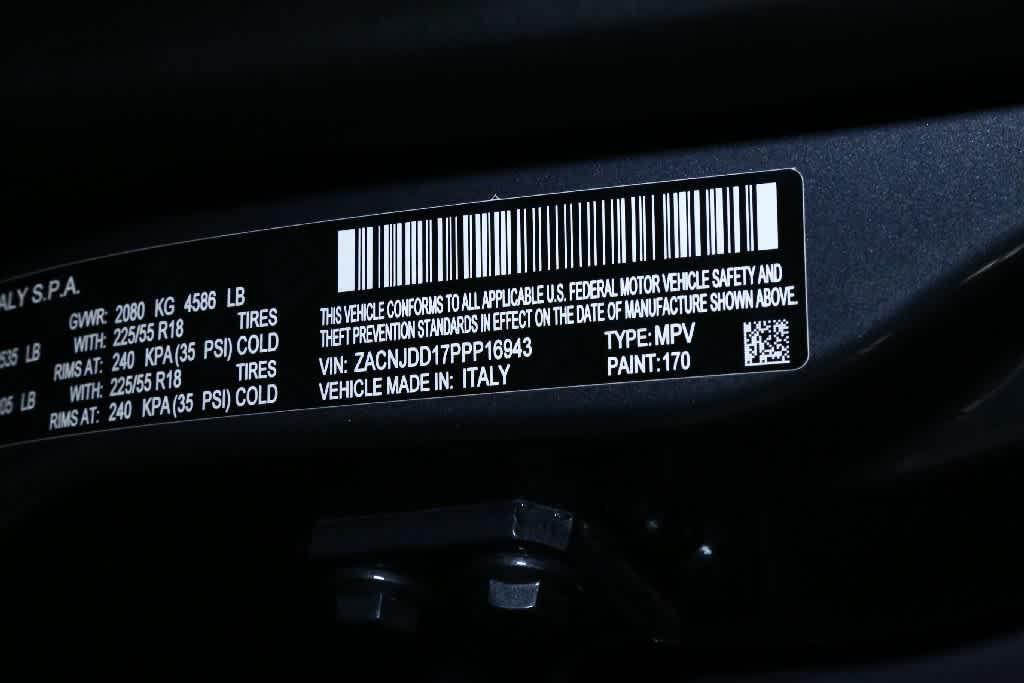 ALY S.P.A.
GVWR: 2080 KG 4586 LB
WITH: 225/55 R18 TIRES
535 LB RIMS AT: 240 KPA(35 PSI) COLD
WITH: 225/55 R18 TIRES
05 LB RIMS AT: 240 KPA(35 PSI) COLD
THIS VEHICLE CONFORMS TO ALL APPLICABLE U.S. FEDERAL MOTOR VEHICLE SAFETY AND
THEFT PREVENTION STANDARDS IN EFFECT ON THE DATE OF MANUFACTURE SHOWN ABOVE.
VIN: ZACNJDD17PPP16943 TYPE: MPV
VEHICLE MADE IN: ITALY PAINT: 170